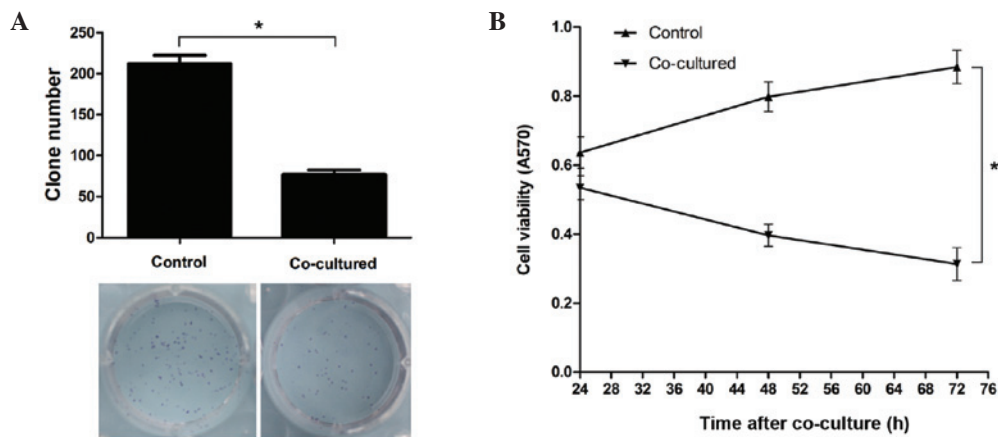 A
*
250
200
150
100
50
0
Clone number
Control Co-cultured
B
1.0
0.8
0.6
0.4
0.2
0.0
Cell viability (A570)
Control
Co-cultured
*
24 28 32 36 40 44 48 52 56 60 64 68 72 76
Time after co-culture (h)